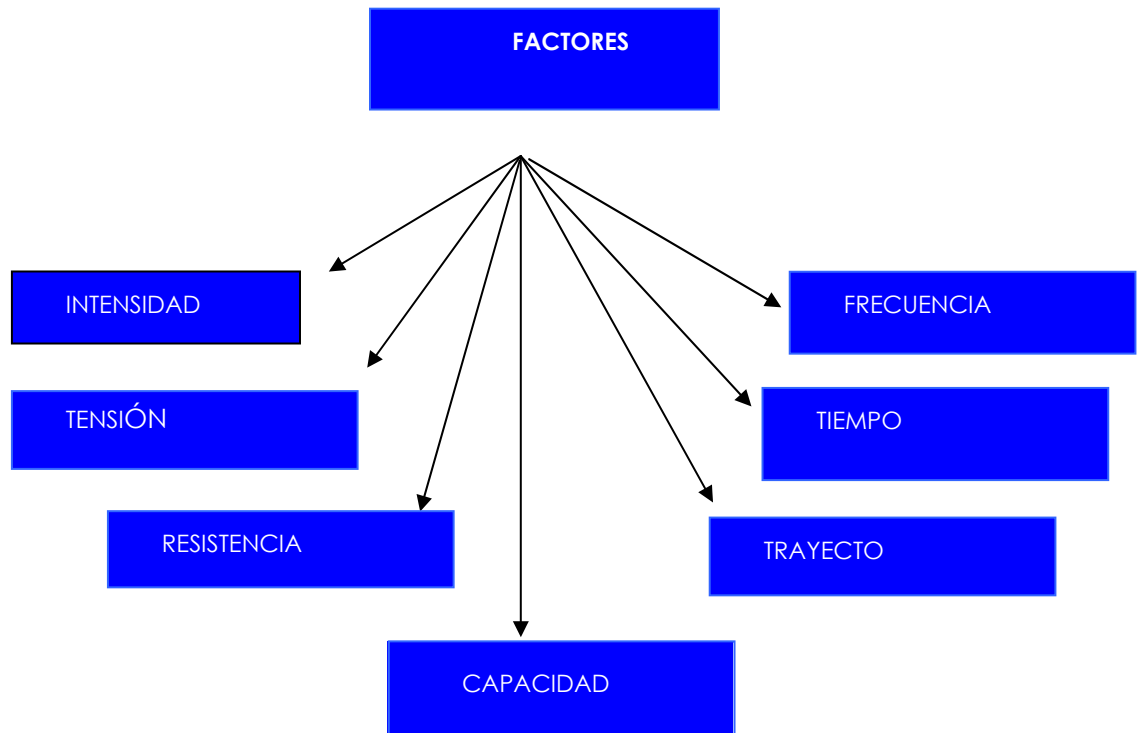 FACTORES
INTENSIDAD
FRECUENCIA
TENSIÓN
TIEMPO
RESISTENCIA
TRAYECTO
CAPACIDAD